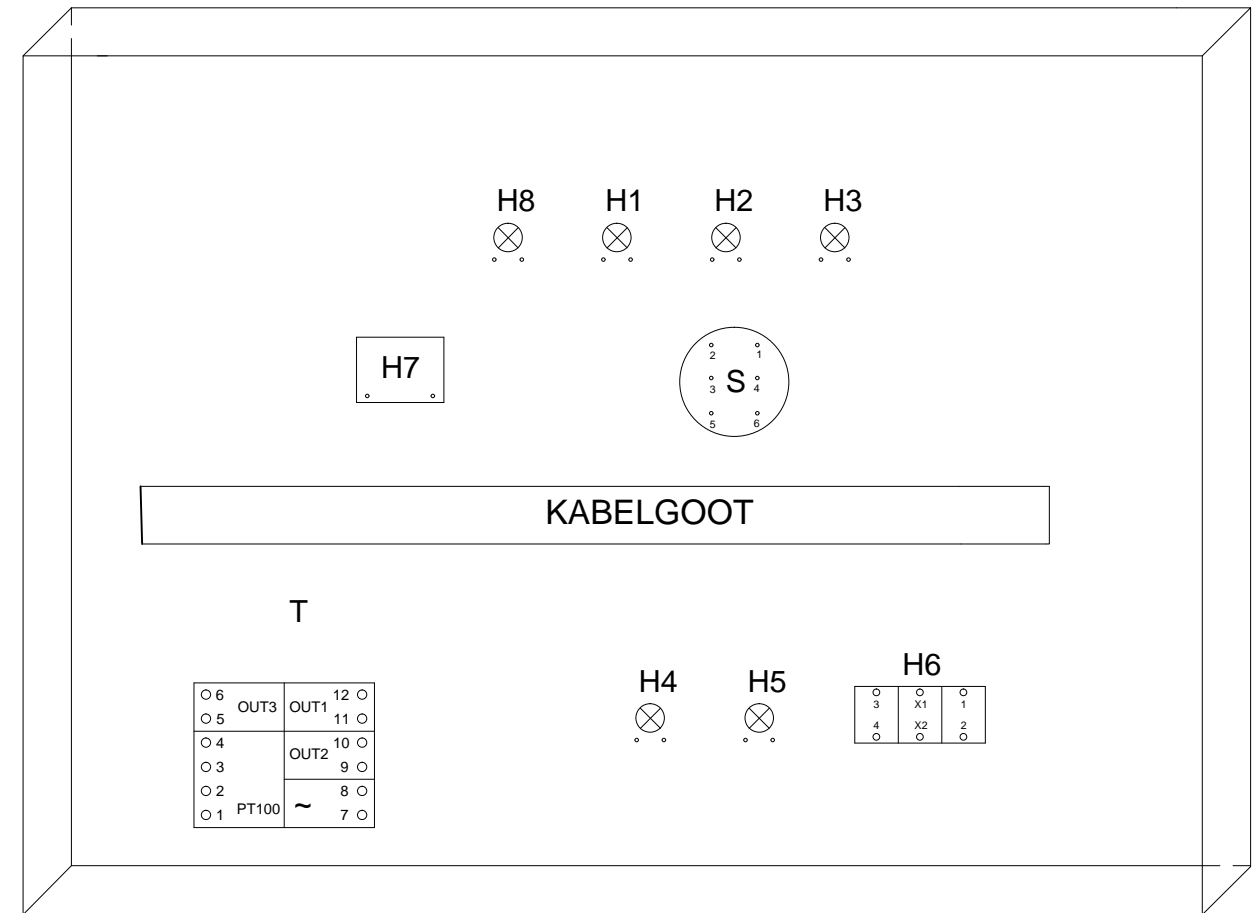 H8 H1 H2 H3
H7
2 1
3 S 4
5 6
KABELGOOT
T
H4 H5 H6
6 OUT3 OUT1 12
5 11
4 OUT2 10
3 9
2 8
1 PT100 ~ 7
3 X1 1
4 X2 2